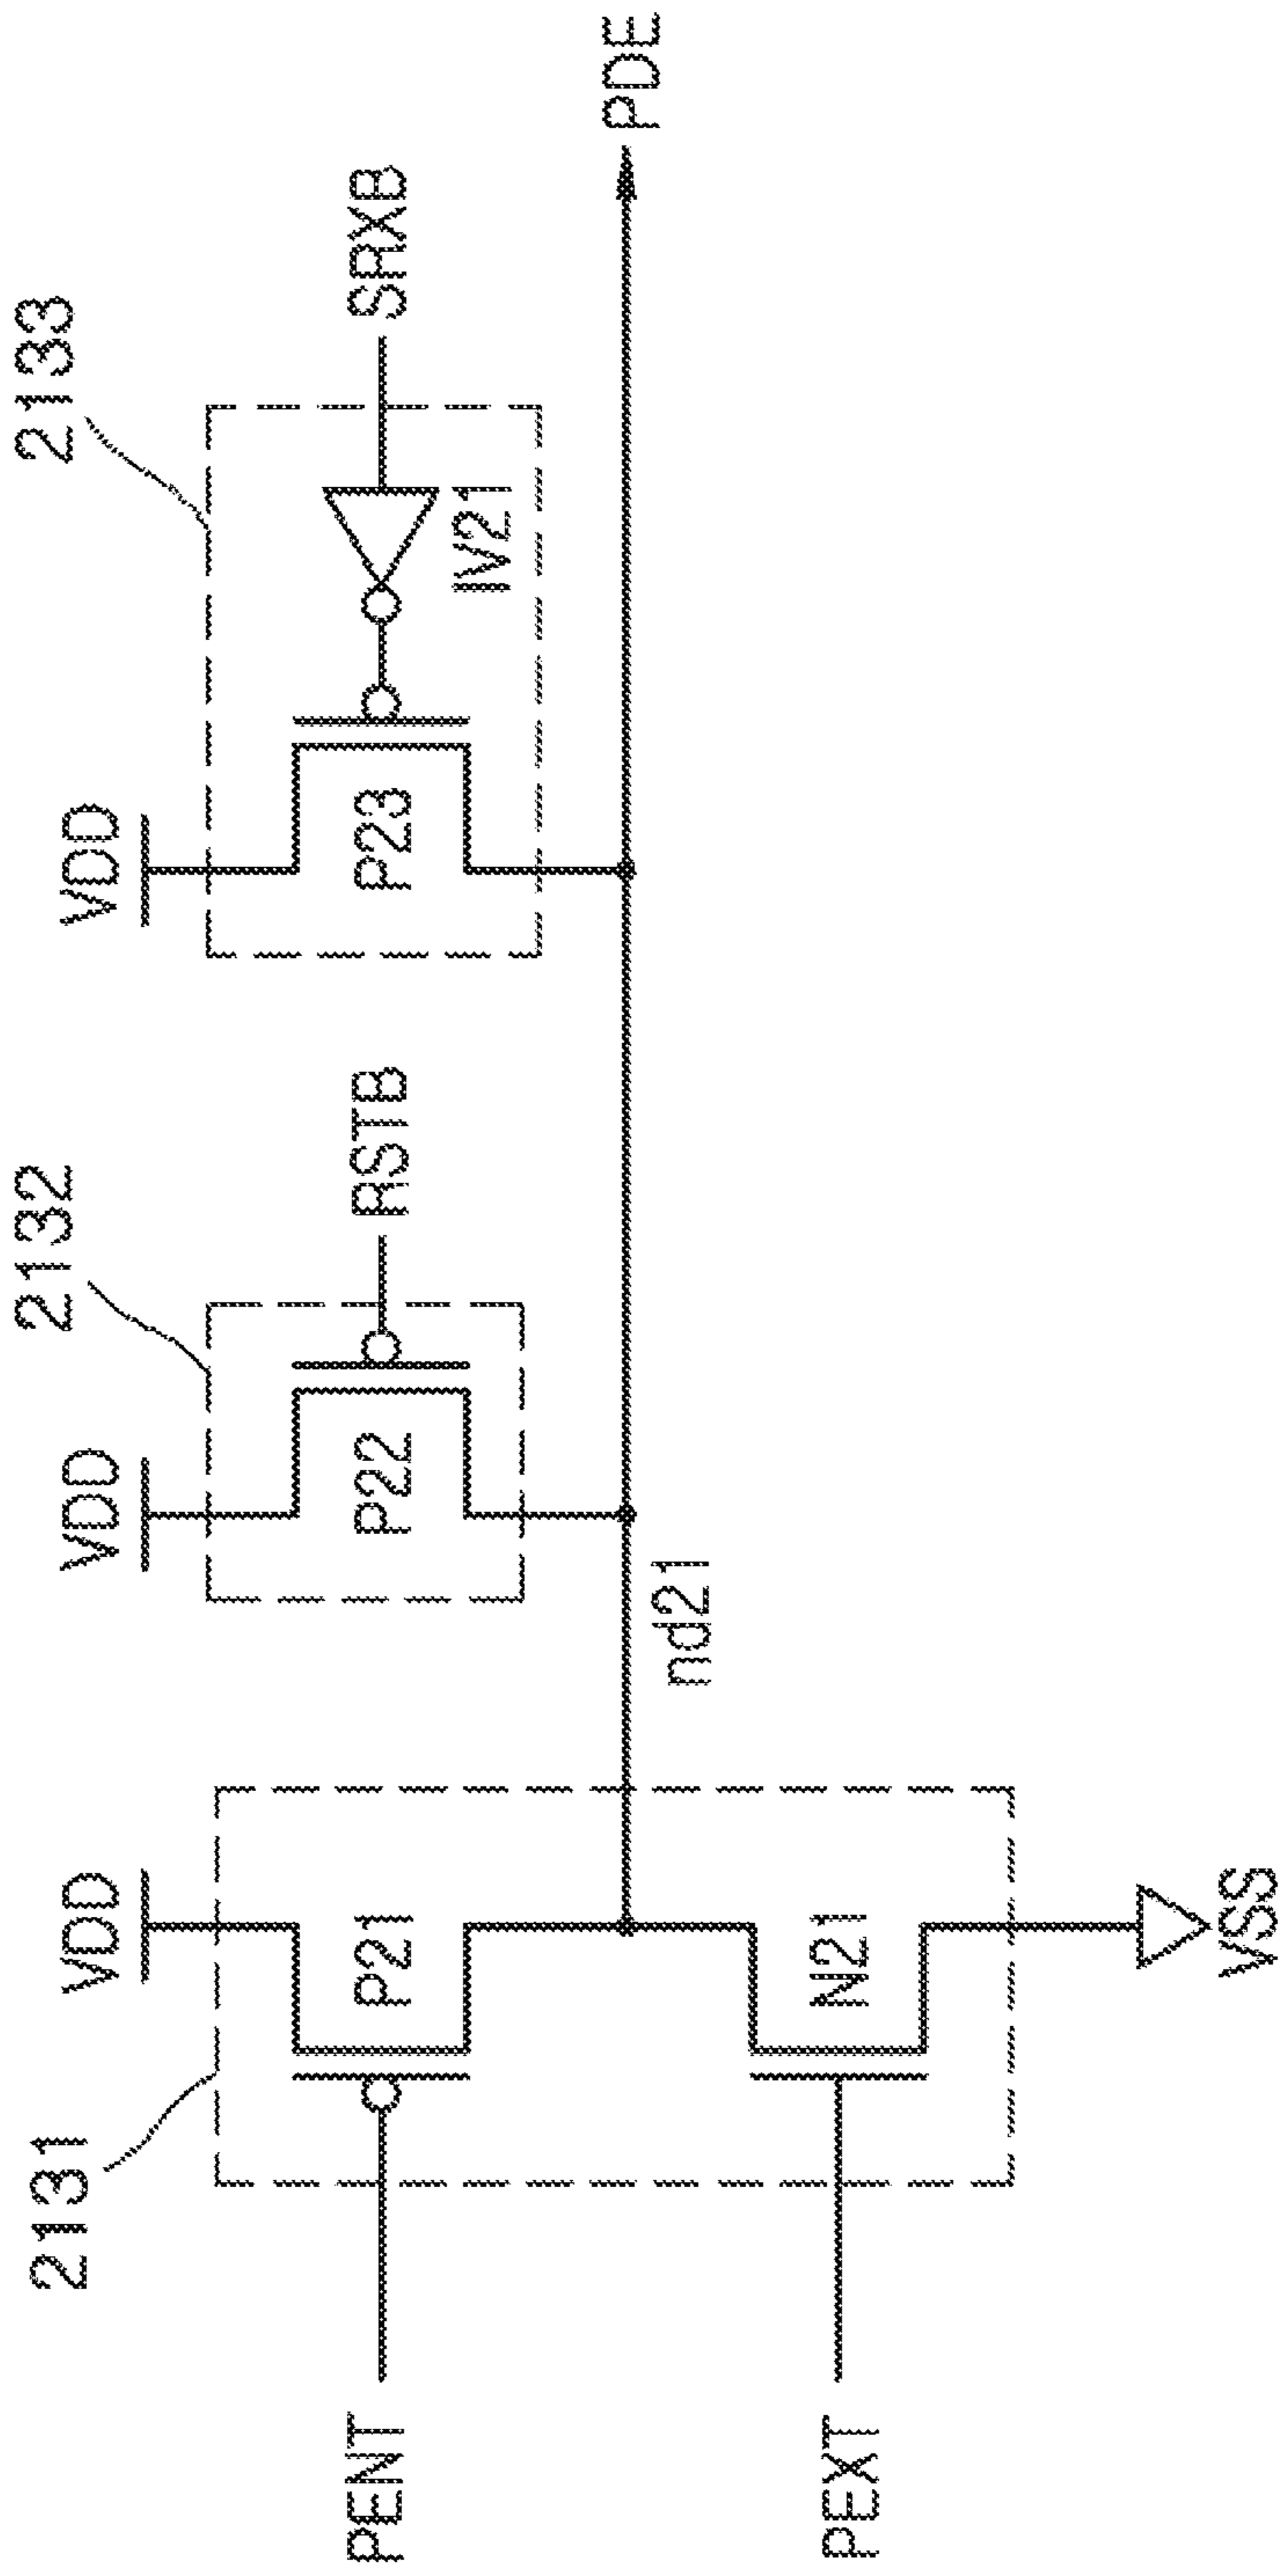 2131
2132
2133
VDD
VDD
VDD
PENT
P21
P22
RSTB
P23
IV21
SRXB
nd21
PDE
PEXT
N21
VSS